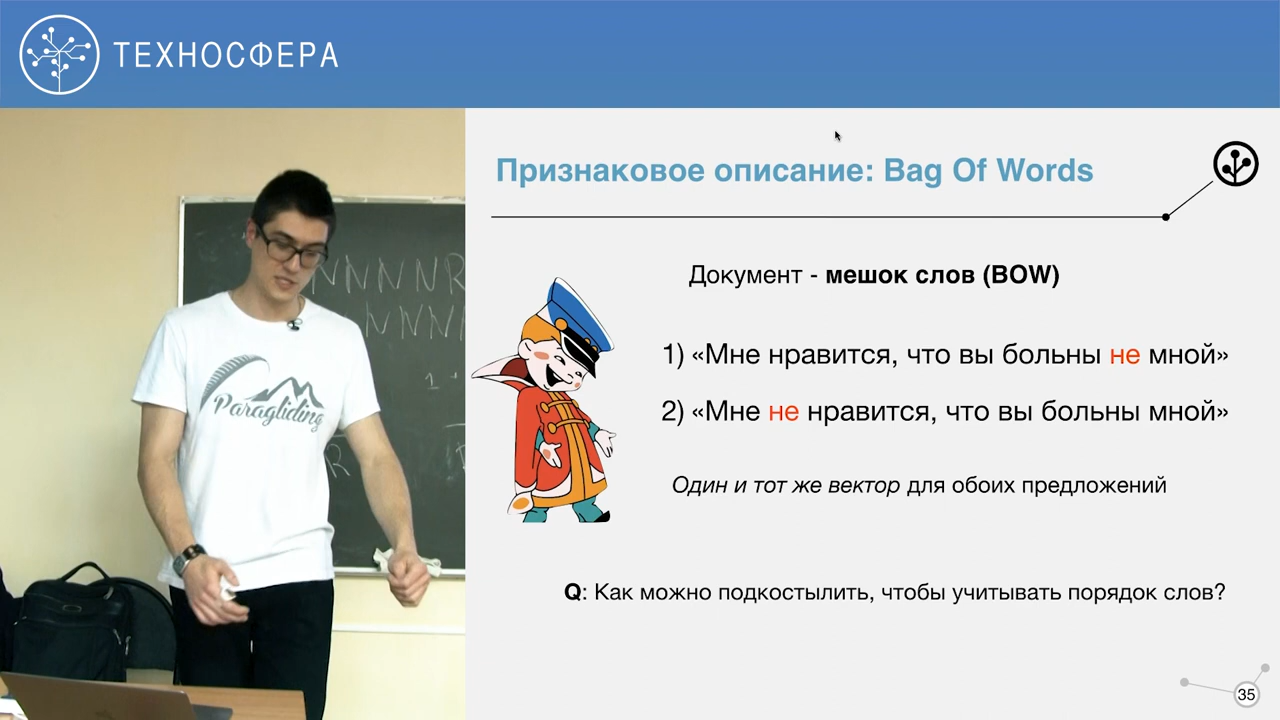 ТЕХНОСФЕРА
Признаковое описание: Bag Of Words
Документ - мешок слов (BOW)
1) «Мне нравится, что вы больны не мной»
2) «Мне не нравится, что вы больны мной»
Один и тот же вектор для обоих предложений
Q: Как можно подкостылить, чтобы учитывать порядок слов?
35
Paragliding
NNNNR